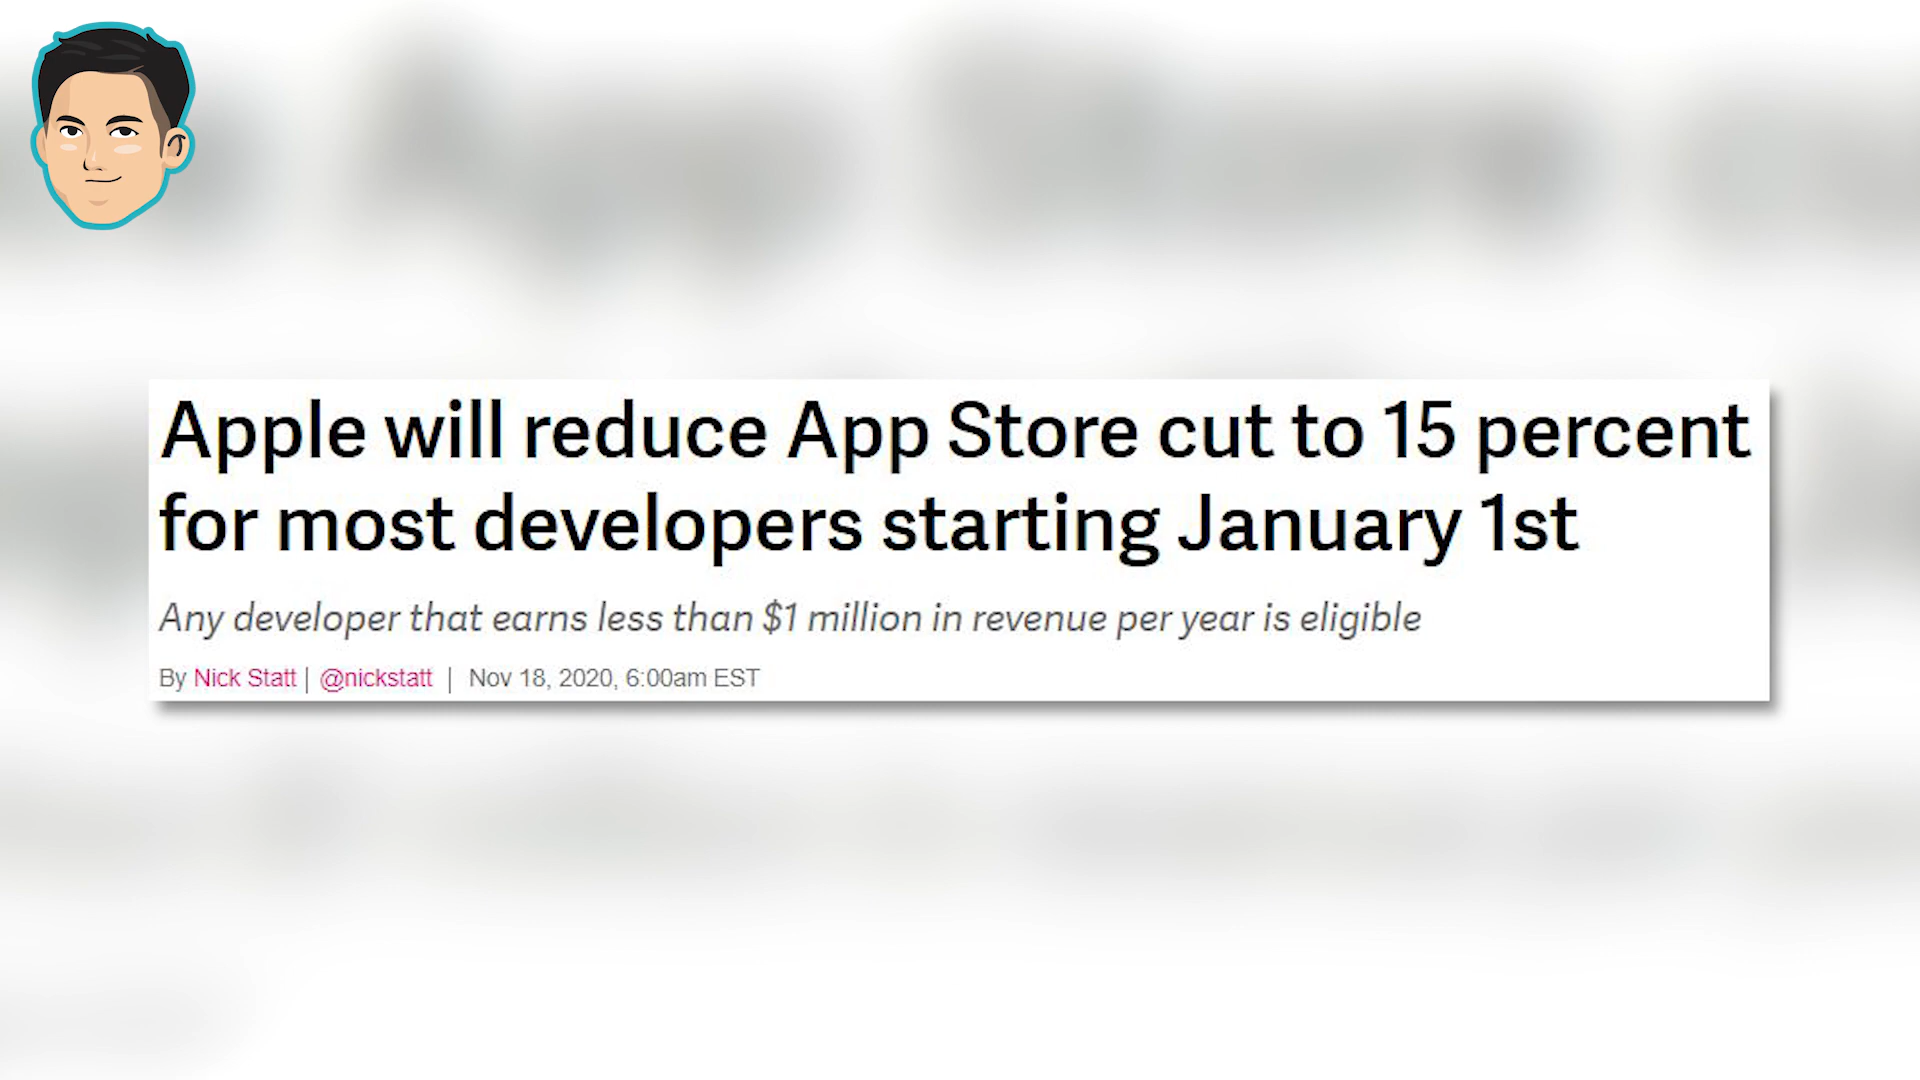 Apple will reduce App Store cut to 15 percent
for most developers starting January 1st
Any developer that earns less than $1 million in revenue per year is eligible
By Nick Statt | @nickstatt | Nov 18, 2020, 6:00am EST